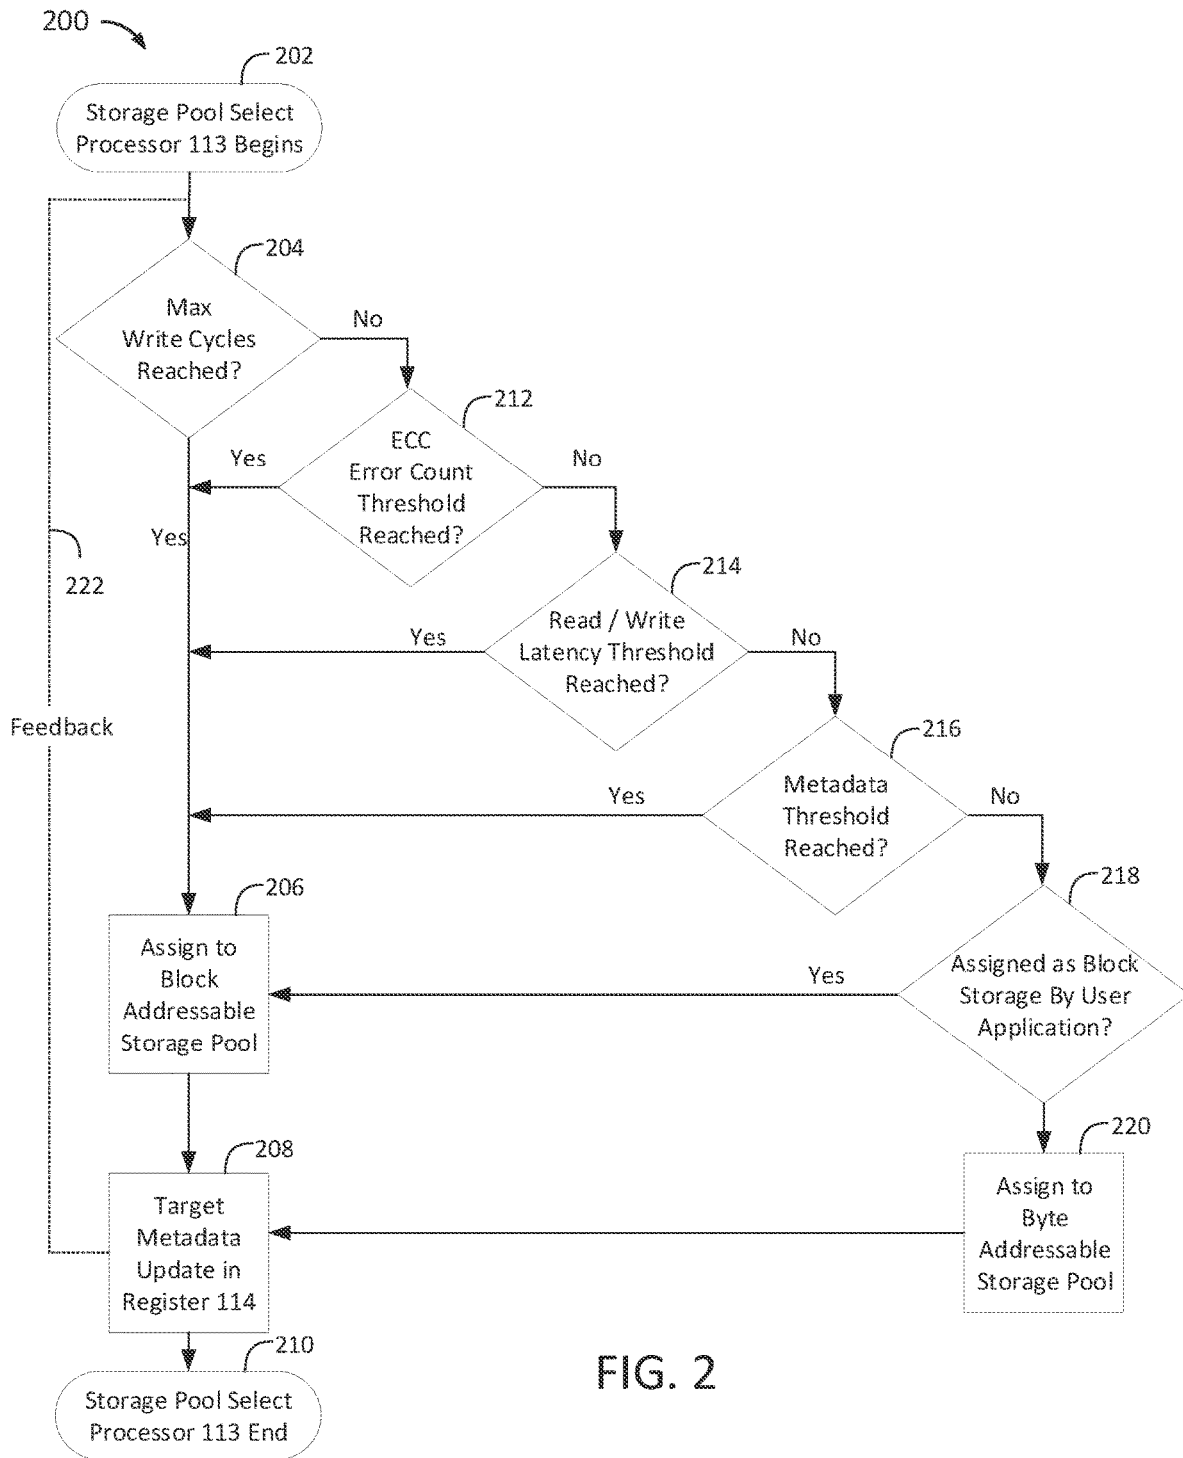 200
202
Storage Pool Select
Processor 113 Begins
204
Max
Write Cycles
Reached?
No
212
ECC
Error Count
Threshold
Reached?
Yes
No
Yes
222
214
Read / Write
Latency Threshold
Reached?
Yes
No
Feedback
216
Metadata
Threshold
Reached?
Yes
No
206
Assign to
Block
Addressable
Storage Pool
218
Assigned as Block
Storage By User
Application?
Yes
208
Target
Metadata
Update in
Register 114
220
Assign to
Byte
Addressable
Storage Pool
210
Storage Pool Select
Processor 113 End
FIG. 2